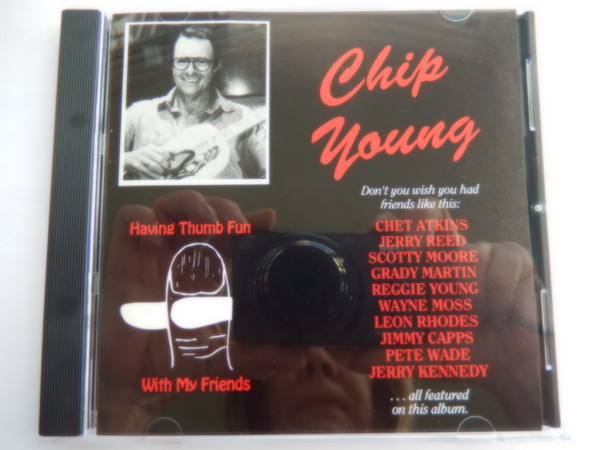 Chip
Young
Don't you wish you had
friends like this:
CHET ATKINS
JERRY REED
SCOTTY MOORE
GRADY MARTIN
REGGIE YOUNG
WAYNE MOSS
LEON RHODES
JIMMY CAPPS
PETE WADE
JERRY KENNEDY
. . . all featured
on this album.
Having Thumb Fun
With My Friends